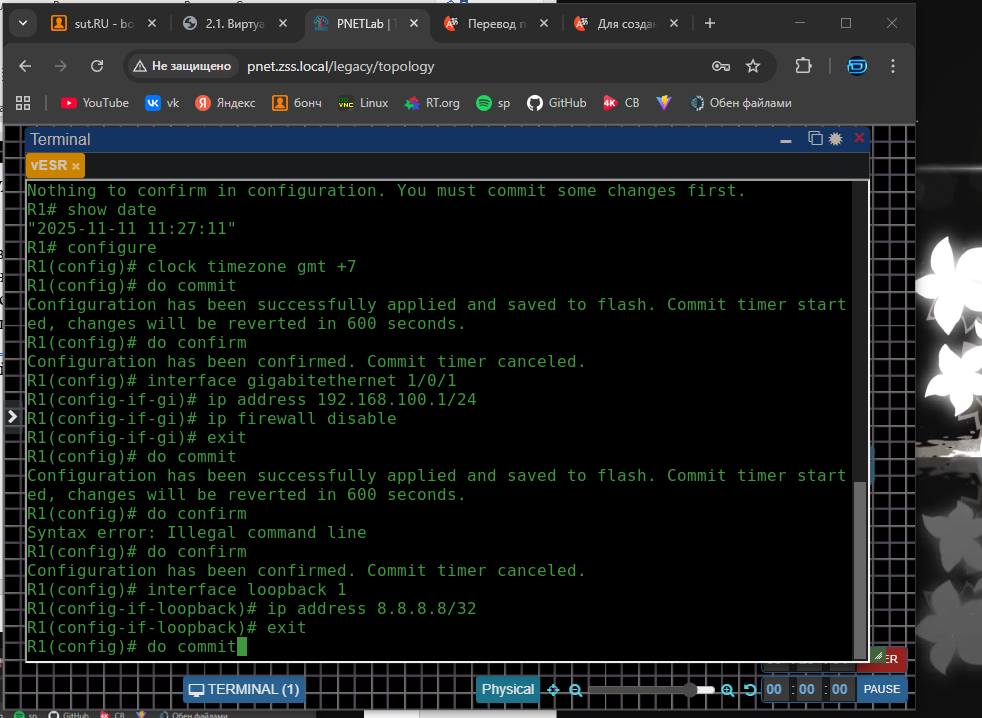 sut.RU - bo
2.1. Виртуа
PNETLab | T
Перевод п
Для созда
Не защищено
pnet.zss.local/legacy/topology
YouTube
vk
Яндекс
бонч
Linux
RT.org
sp
GitHub
СВ
Обен файлами
Terminal
vESR ×
Nothing to confirm in configuration. You must commit some changes first.
R1# show date
"2025-11-11 11:27:11"
R1# configure
R1(config)# clock timezone gmt +7
R1(config)# do commit
Configuration has been successfully applied and saved to flash. Commit timer start
ed, changes will be reverted in 600 seconds.
R1(config)# do confirm
Configuration has been confirmed. Commit timer canceled.
R1(config)# interface gigabitethernet 1/0/1
R1(config-if-gi)# ip address 192.168.100.1/24
R1(config-if-gi)# ip firewall disable
R1(config-if-gi)# exit
R1(config)# do commit
Configuration has been successfully applied and saved to flash. Commit timer start
ed, changes will be reverted in 600 seconds.
R1(config)# do confirm
Syntax error: Illegal command line
R1(config)# do confirm
Configuration has been confirmed. Commit timer canceled.
R1(config)# interface loopback 1
R1(config-if-loopback)# ip address 8.8.8.8/32
R1(config-if-loopback)# exit
R1(config)# do commit
ER
TERMINAL (1)
Physical
00 : 00 : 00
PAUSE
sp
GitHub
СВ
Обен файлами